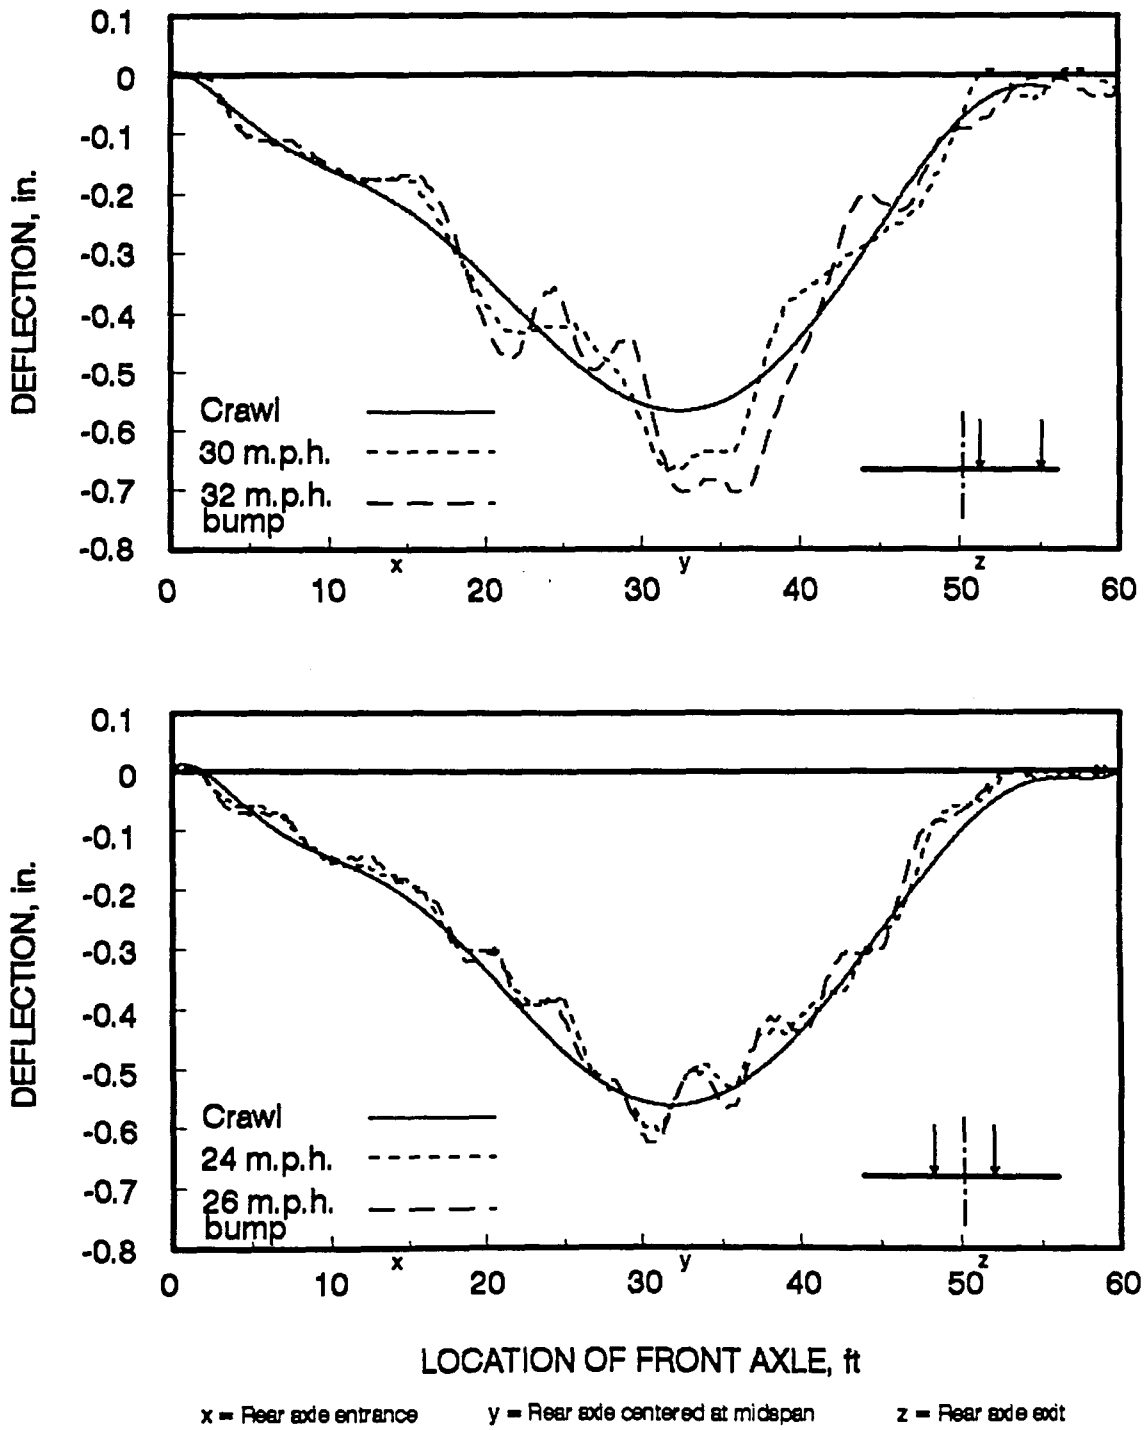 0.1
0
-0.1
-0.2
-0.3
-0.4
-0.5
-0.6
-0.7
-0.8
DEFLECTION, in.
Crawl
30 m.p.h.
32 m.p.h.
bump
x y z
0 10 20 30 40 50 60
0.1
0
-0.1
-0.2
-0.3
-0.4
-0.5
-0.6
-0.7
-0.8
DEFLECTION, in.
Crawl
24 m.p.h.
26 m.p.h.
bump
x y z
0 10 20 30 40 50 60
LOCATION OF FRONT AXLE, ft
x = Rear axle entrance y = Rear axle centered at midspan z = Rear axle exit